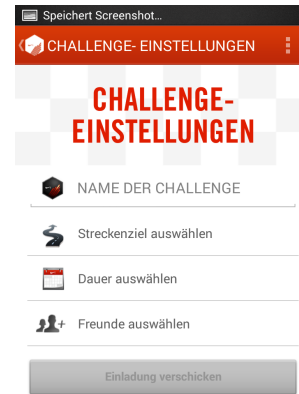 Speichert Screenshot...
CHALLENGE- EINSTELLUNGEN
CHALLENGE-
EINSTELLUNGEN
NAME DER CHALLENGE
Streckenziel auswählen
Dauer auswählen
Freunde auswählen
Einladung verschicken